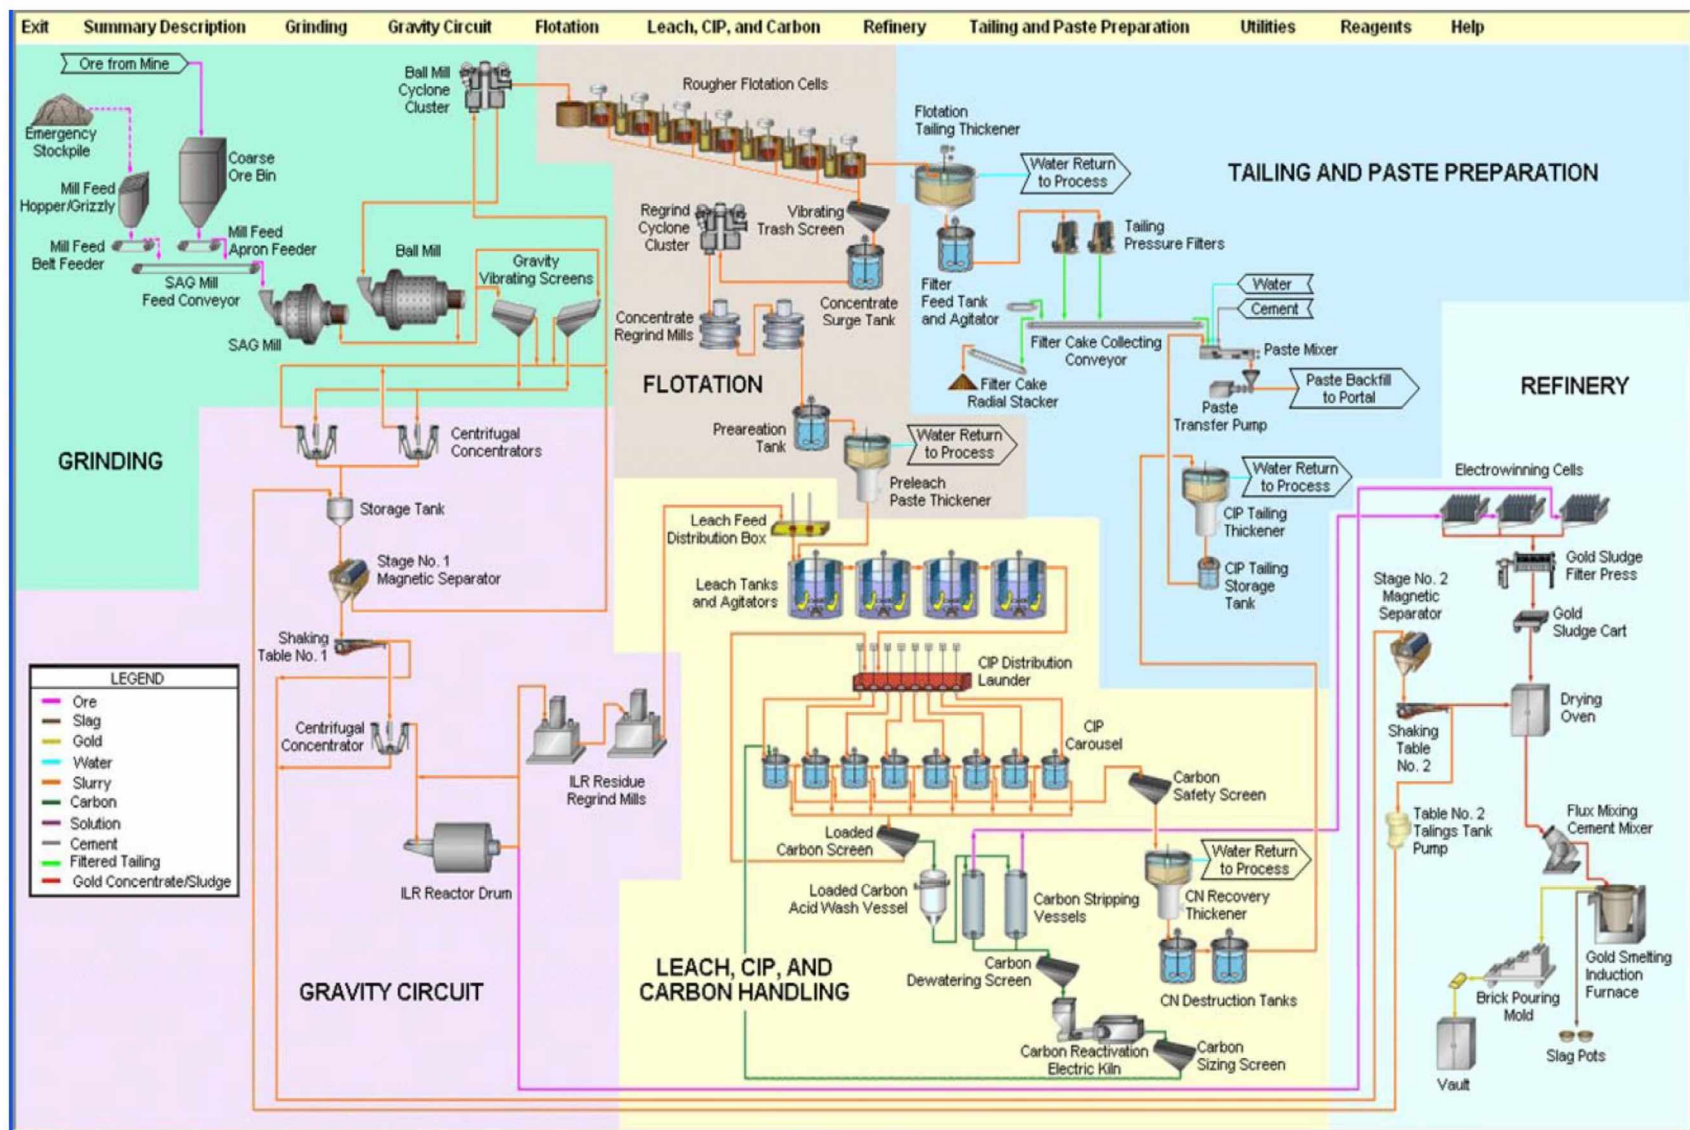 Exit Summary Description Grinding Gravity Circuit Flotation Leach, CIP, and Carbon Refinery Tailing and Paste Preparation Utilities Reagents Help
Ore from Mine
Emergency
Stockpile
Coarse
Ore Bin
Mill Feed
Hopper/Grizzly
Mill Feed
Belt Feeder
Mill Feed
Apron Feeder
SAG Mill
Feed Conveyor
SAG Mill
Ball Mill
Ball Mill
Cyclone
Cluster
Gravity
Vibrating Screens
GRINDING
Rougher Flotation Cells
Regrind
Cyclone
Cluster
Vibrating
Trash Screen
Concentrate
Surge Tank
Concentrate
Regrind Mills
FLOTATION
Preareation
Tank
Water Return
to Process
Preleach
Paste Thickener
Flotation
Tailing Thickener
Water Return
to Process
TAILING AND PASTE PREPARATION
Tailing
Pressure Filters
Filter
Feed Tank
and Agitator
Water
Cement
Filter Cake Collecting
Conveyor
Paste Mixer
Filter Cake
Radial Stacker
Paste
Transfer Pump
Paste Backfill
to Portal
Water Return
to Process
CIP Tailing
Thickener
CIP Tailing
Storage
Tank
Centrifugal
Concentrators
Storage Tank
Stage No. 1
Magnetic Separator
Shaking
Table No. 1
Centrifugal
Concentrator
ILR Residue
Regrind Mills
ILR Reactor Drum
GRAVITY CIRCUIT
LEGEND
Ore
Slag
Gold
Water
Slurry
Carbon
Solution
Cement
Filtered Tailing
Gold Concentrate/Sludge
Leach Feed
Distribution Box
Leach Tanks
and Agitators
CIP Distribution
Launder
CIP
Carousel
Carbon
Safety Screen
Loaded
Carbon Screen
Loaded Carbon
Acid Wash Vessel
Carbon Stripping
Vessels
Water Return
to Process
CN Recovery
Thickener
Carbon
Dewatering Screen
CN Destruction Tanks
LEACH, CIP, AND
CARBON HANDLING
Carbon Reactivation
Electric Kiln
Carbon
Sizing Screen
REFINERY
Electrowinning Cells
Gold Sludge
Filter Press
Stage No. 2
Magnetic
Separator
Gold
Sludge Cart
Drying
Oven
Shaking
Table
No. 2
Table No. 2
Talings Tank
Pump
Flux Mixing
Cement Mixer
Gold Smelting
Induction
Furnace
Brick Pouring
Mold
Slag Pots
Vault